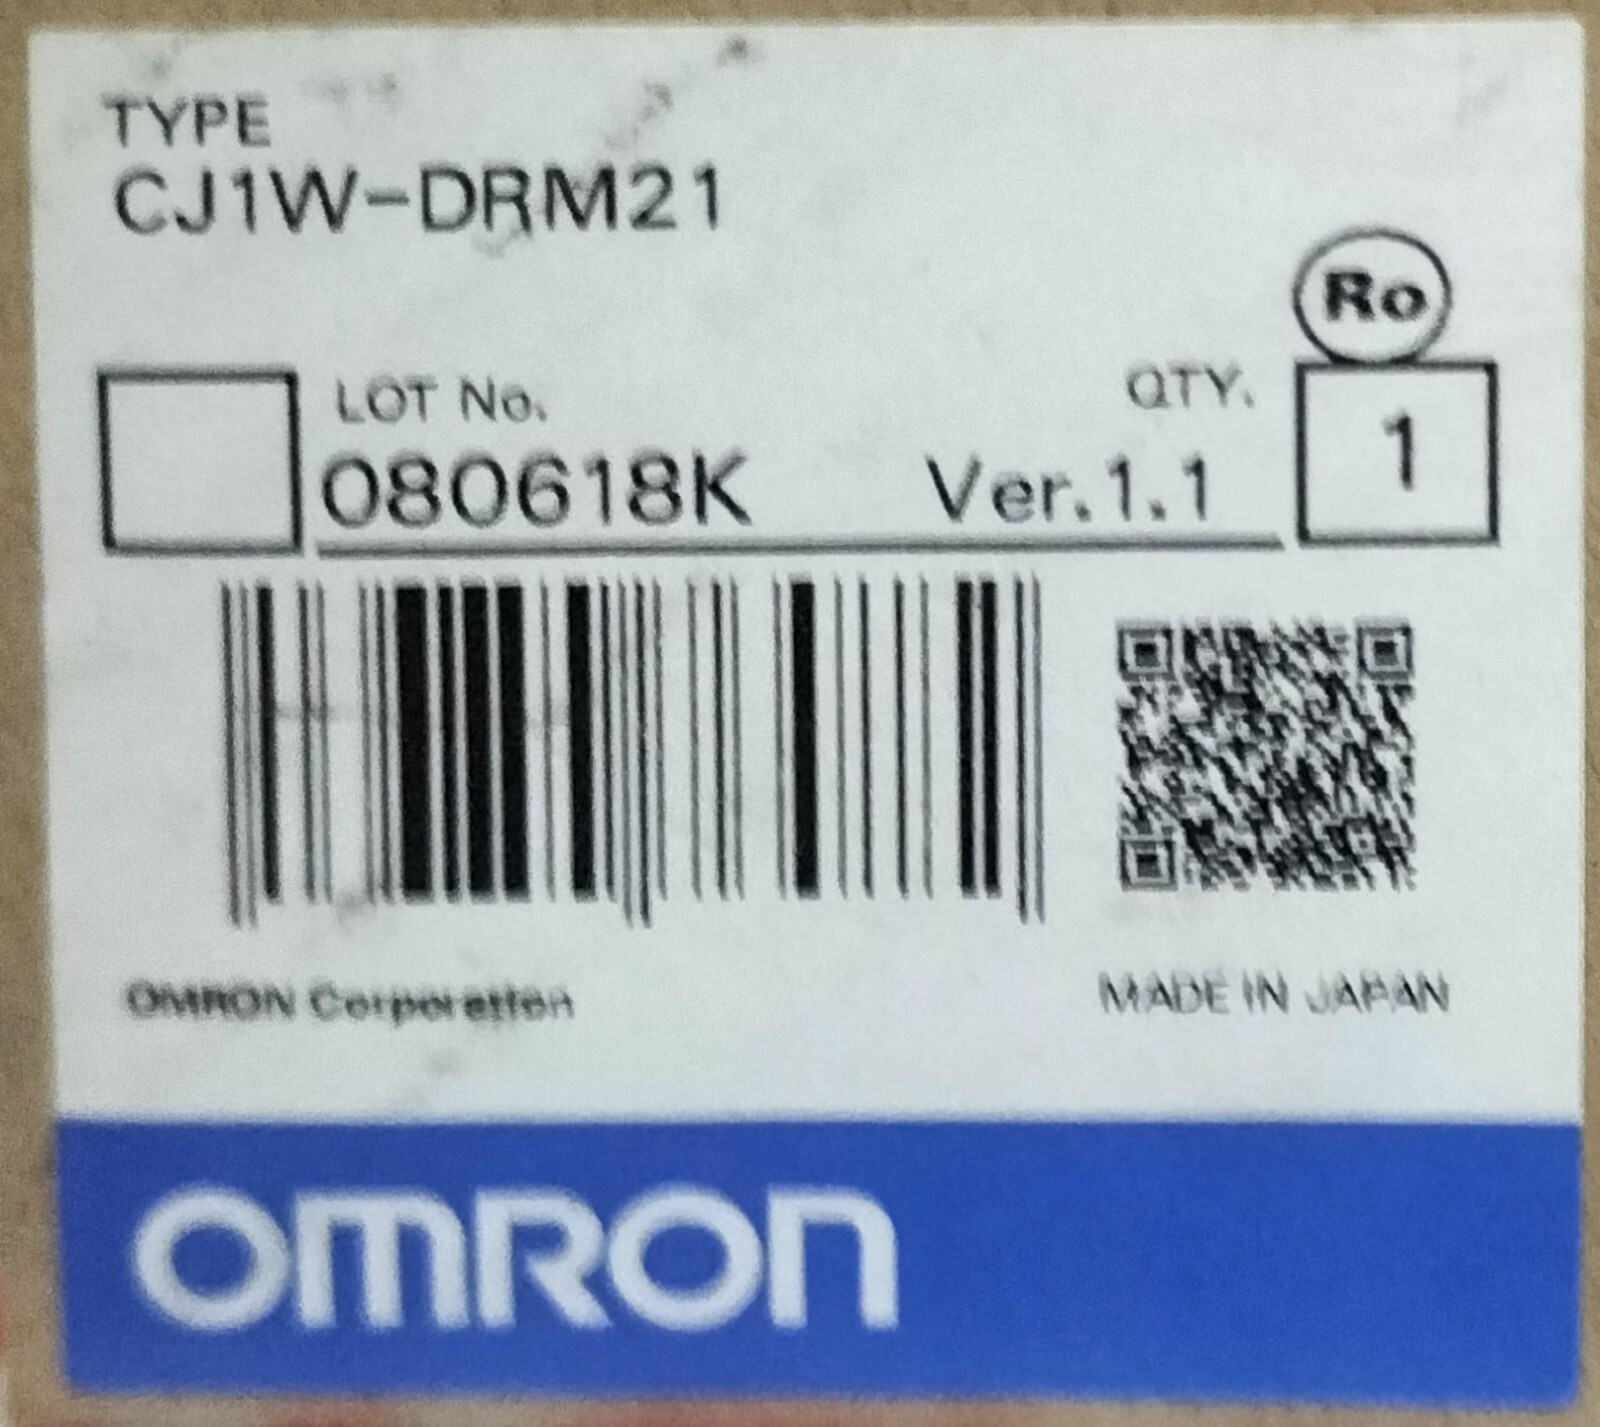 TYPE
CJ1W-DRM21
Ro
LOT No.
QTY.
080618K Ver.1.1
1
OMRON Corporation
MADE IN JAPAN
OMRON